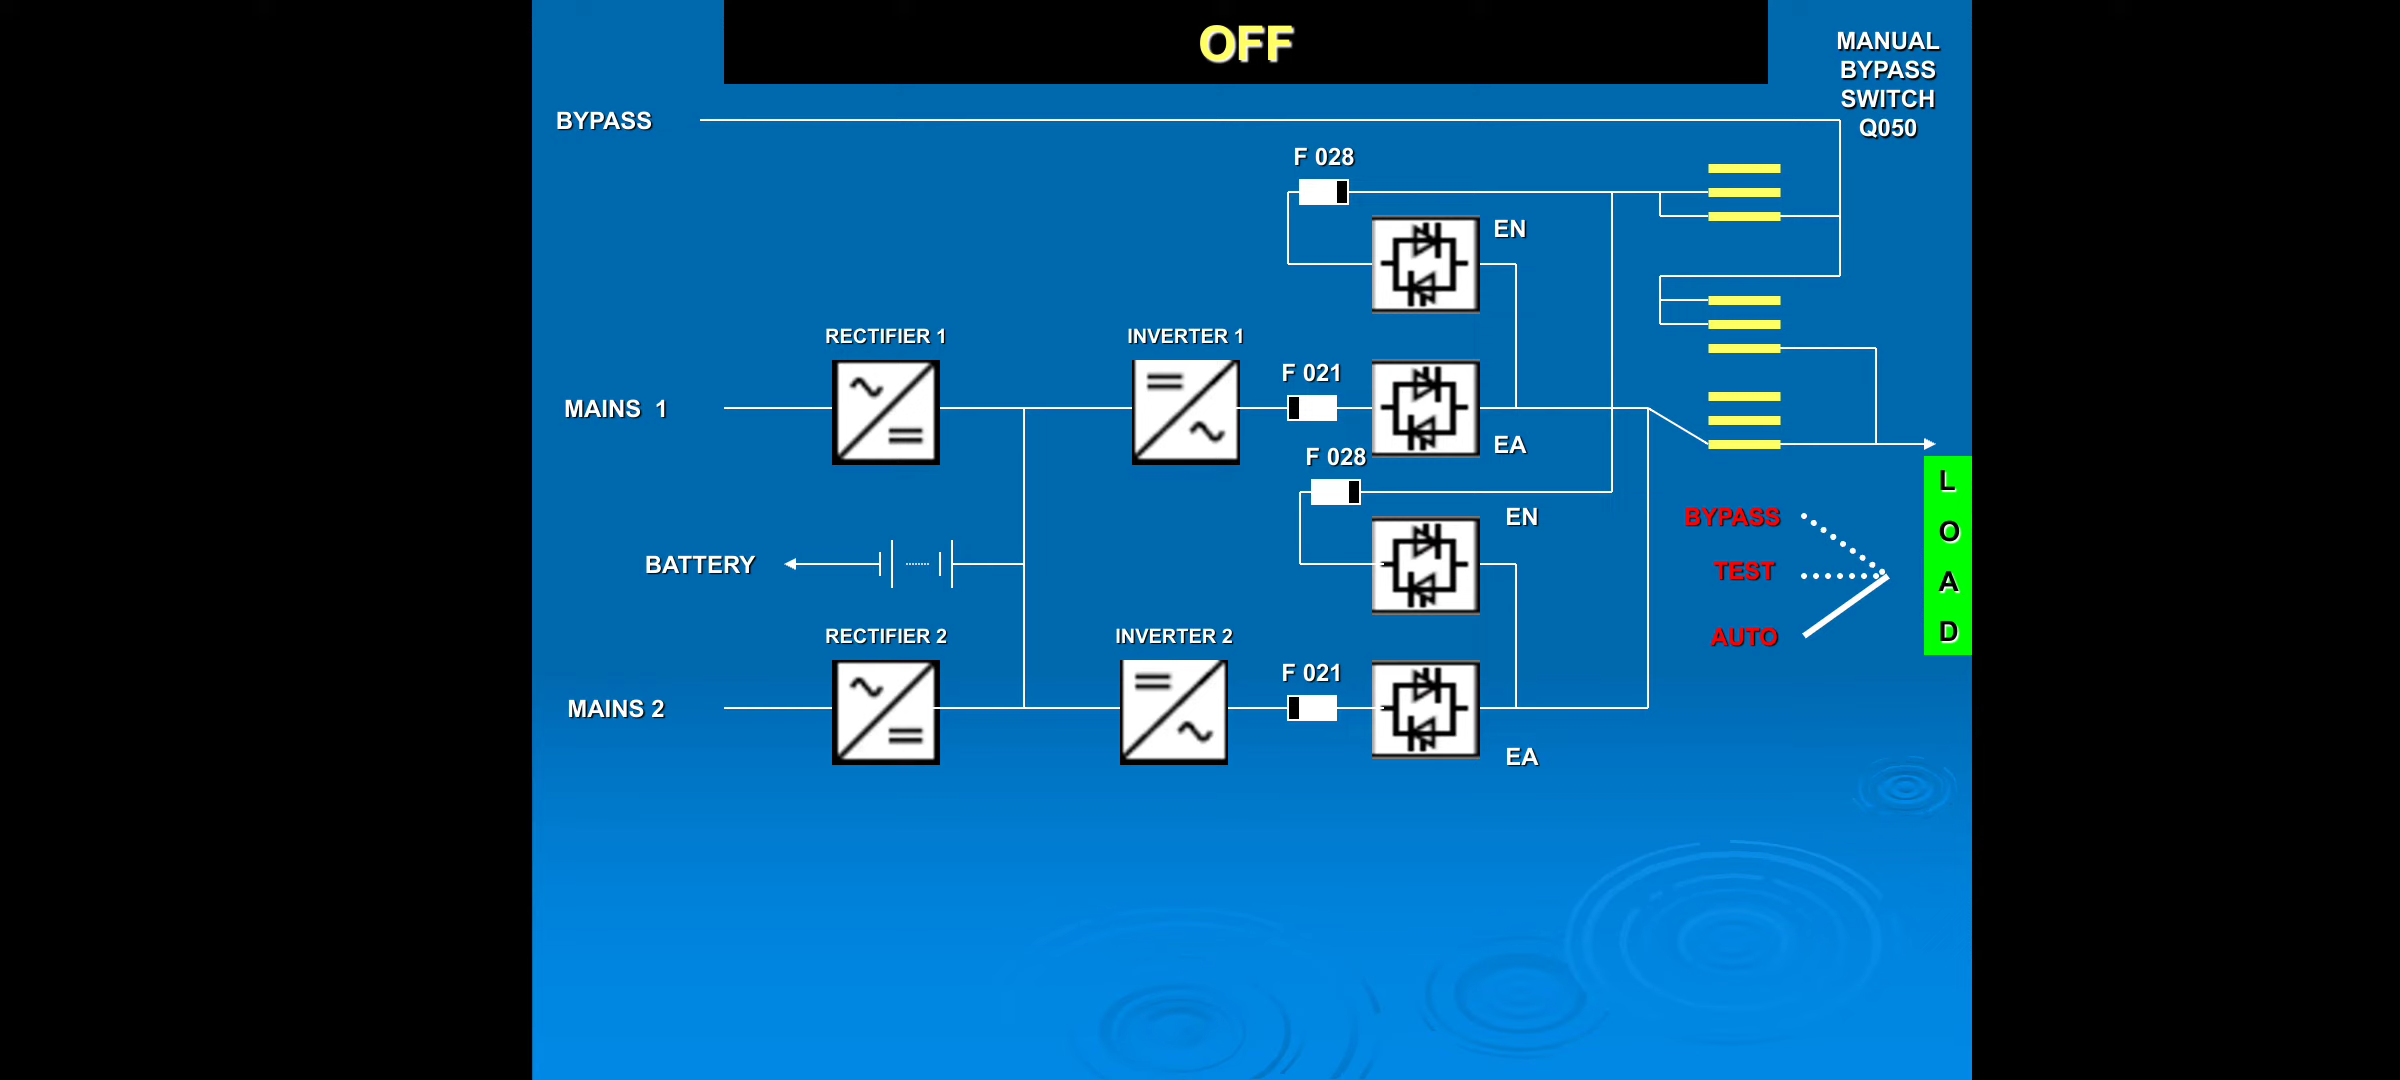 OFF
MANUAL
BYPASS
SWITCH
Q050
BYPASS
F 028
EN
RECTIFIER 1
INVERTER 1
F 021
MAINS  1
EA
F 028
EN
BYPASS
TEST
AUTO
L
O
A
D
BATTERY
RECTIFIER 2
INVERTER 2
F 021
MAINS 2
EA